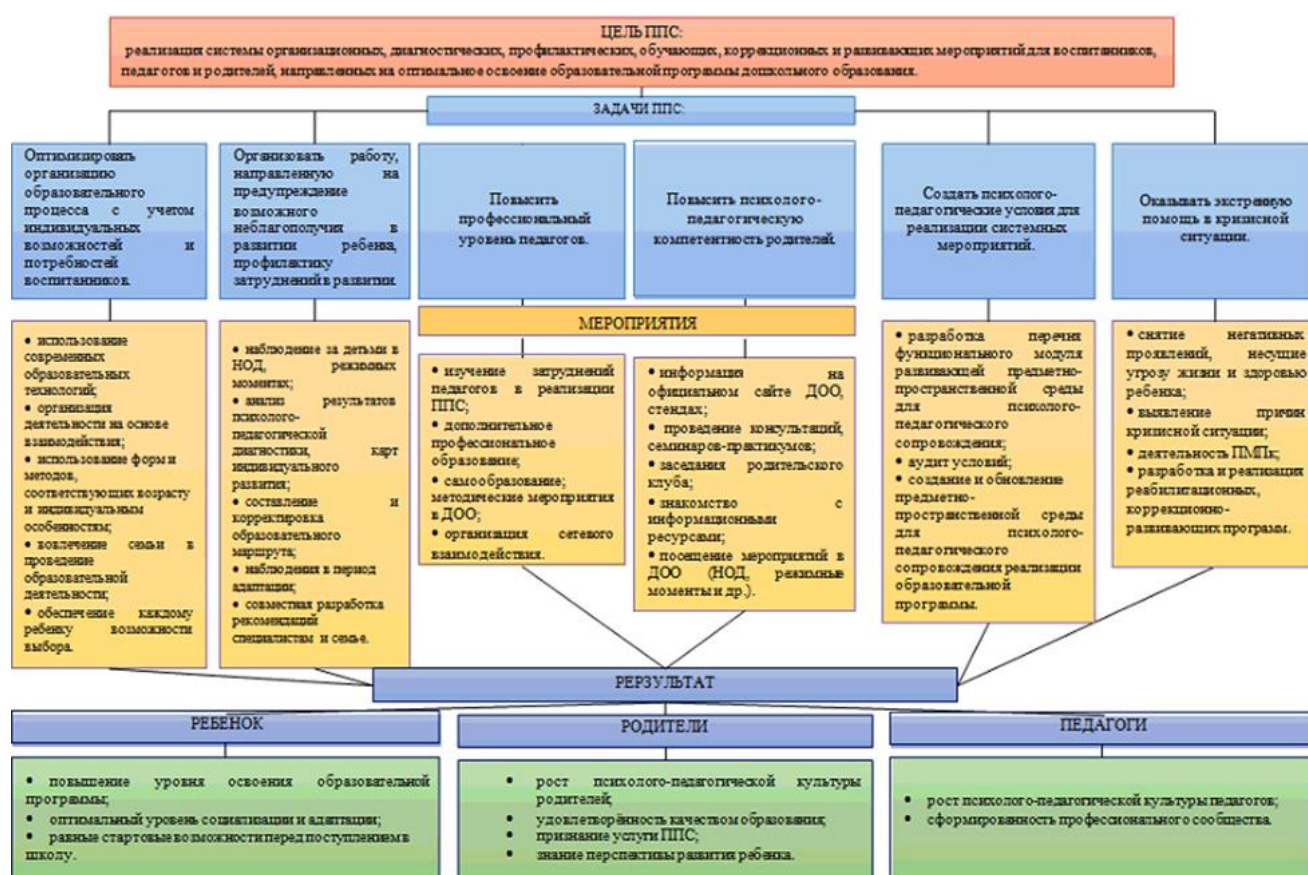 ЦЕЛЬ ППС:
реализация системы организационных, диагностических, профилактических, обучающих, коррекционных и развивающих мероприятий для воспитанников,
педагогов и родителей, направленных на оптимальное освоение образовательной программы дошкольного образования.
ЗАДАЧИ ППС:
Оптимизировать
организацию
образовательного
процесса с учетом
индивидуальных
возможностей и
потребностей
воспитанников.
Организовать работу,
направленную на
предупреждение
возможного
неблагополучия в
развитии ребенка,
профилактику
затруднений в развитии.
Повысить
профессиональный
уровень педагогов.
Повысить психолого-
педагогическую
компетентность родителей.
Создать психолого-
педагогические условия для
реализации системных
мероприятий.
Оказывать экстренную
помощь в кризисной
ситуации.
МЕРОПРИЯТИЯ
• использование
современных
образовательных
технологий;
• организация
деятельности на основе
взаимодействия;
• использование форм и
методов,
соответствующих возрасту
и индивидуальным
особенностям;
• вовлечение семьи в
проведение
образовательной
деятельности;
• обеспечение каждому
ребенку возможности
выбора.
• наблюдение за детьми в
НОД, режимных
моментах;
• анализ результатов
психолого-
педагогической
диагностики, карт
индивидуального
развития;
• составление и
корректировка
образовательного
маршрута;
• наблюдения в период
адаптации;
• совместная разработка
рекомендаций
специалистам и семье.
• изучение затруднений
педагогов в реализации
ППС;
• дополнительное
профессиональное
образование;
• самообразование;
методические мероприятия
в ДОО;
• организация сетевого
взаимодействия.
• информация на
официальном сайте ДОО,
стендах;
• проведение консультаций,
семинаров-практикумов;
• заседания родительского
клуба;
• знакомство с
информационными
ресурсами;
• посещение мероприятий в
ДОО (НОД, режимные
моменты и др.).
• разработка перечня
функционального модуля
развивающей предметно-
пространственной среды
для психолого-
педагогического
сопровождения;
• аудит условий;
• создание и обновление
предметно-
пространственной среды
для психолого-
педагогического
сопровождения реализации
образовательной
программы.
• снятие негативных
проявлений, несущие
угрозу жизни и здоровью
ребенка;
• выявление причин
кризисной ситуации;
• деятельность ПМПк;
• разработка и реализация
реабилитационных,
коррекционно-
развивающих программ.
РЕРЗУЛЬТАТ
РЕБЕНОК
РОДИТЕЛИ
ПЕДАГОГИ
• повышение уровня освоения образовательной
программы;
• оптимальный уровень социализации и адаптации;
• равные стартовые возможности перед поступлением в
школу.
• рост психолого-педагогической культуры
родителей;
• удовлетворённость качеством образования;
• признание услуги ППС;
• знание перспективы развития ребенка.
• рост психолого-педагогической культуры педагогов;
• сформированность профессионального сообщества.